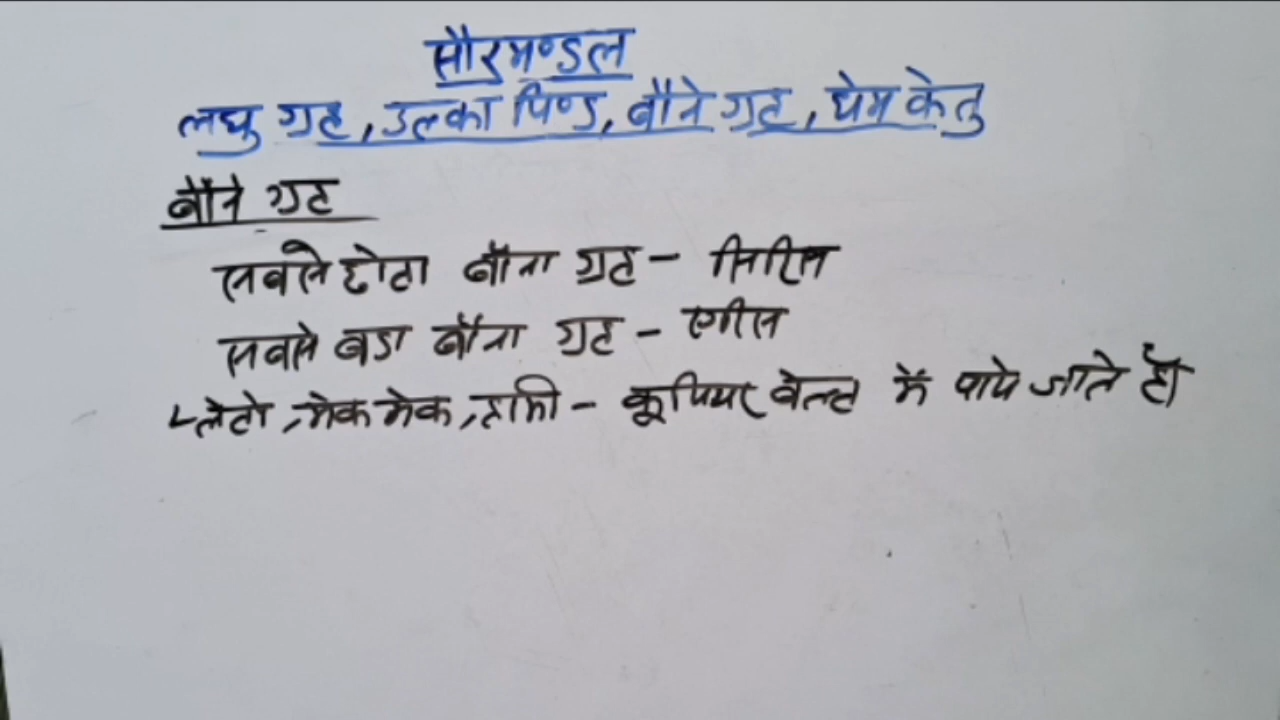 सौरमण्डल
लघु ग्रह, उल्का पिण्ड, बौने ग्रह, धूमकेतु
बौने ग्रह
सबसे छोटा बौना ग्रह - सिरिस
सबसे बड़ा बौना ग्रह - एरीस
प्लेटो, मेकमेक, हामी - कूपियर बेल्ट में पाये जाते है।